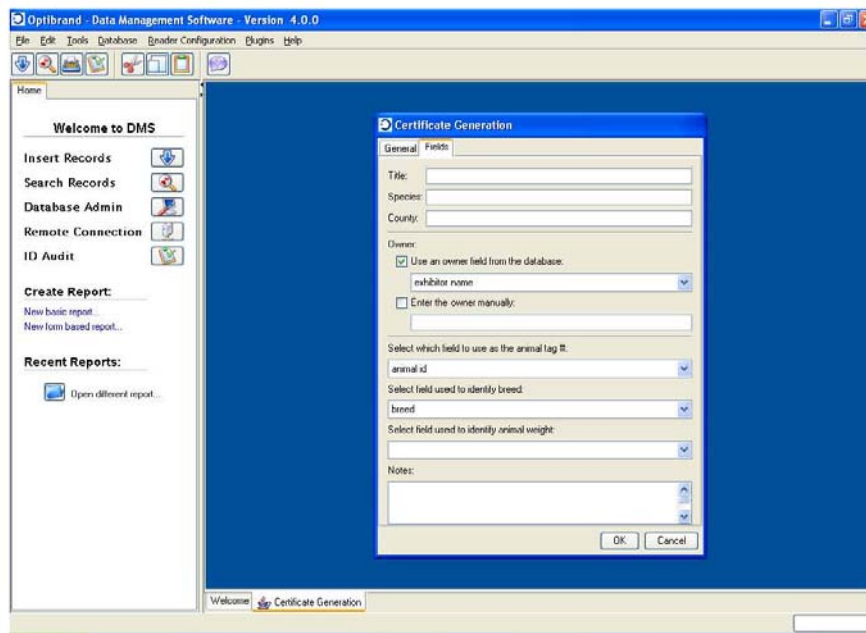 Optibrand - Data Management Software - Version 4.0.0
File Edit Tools Database Reader Configuration Plugins Help
Home
Welcome to DMS
Insert Records
Search Records
Database Admin
Remote Connection
ID Audit
Create Report:
New basic report...
New form based report...
Recent Reports:
Open different report...
Certificate Generation
General Fields
Title:
Species:
County:
Owner:
Use an owner field from the database:
exhibitor name
Enter the owner manually:
Select which field to use as the animal tag #:
animal id
Select field used to identify breed:
breed
Select field used to identify animal weight:
Notes:
OK Cancel
Welcome Certificate Generation